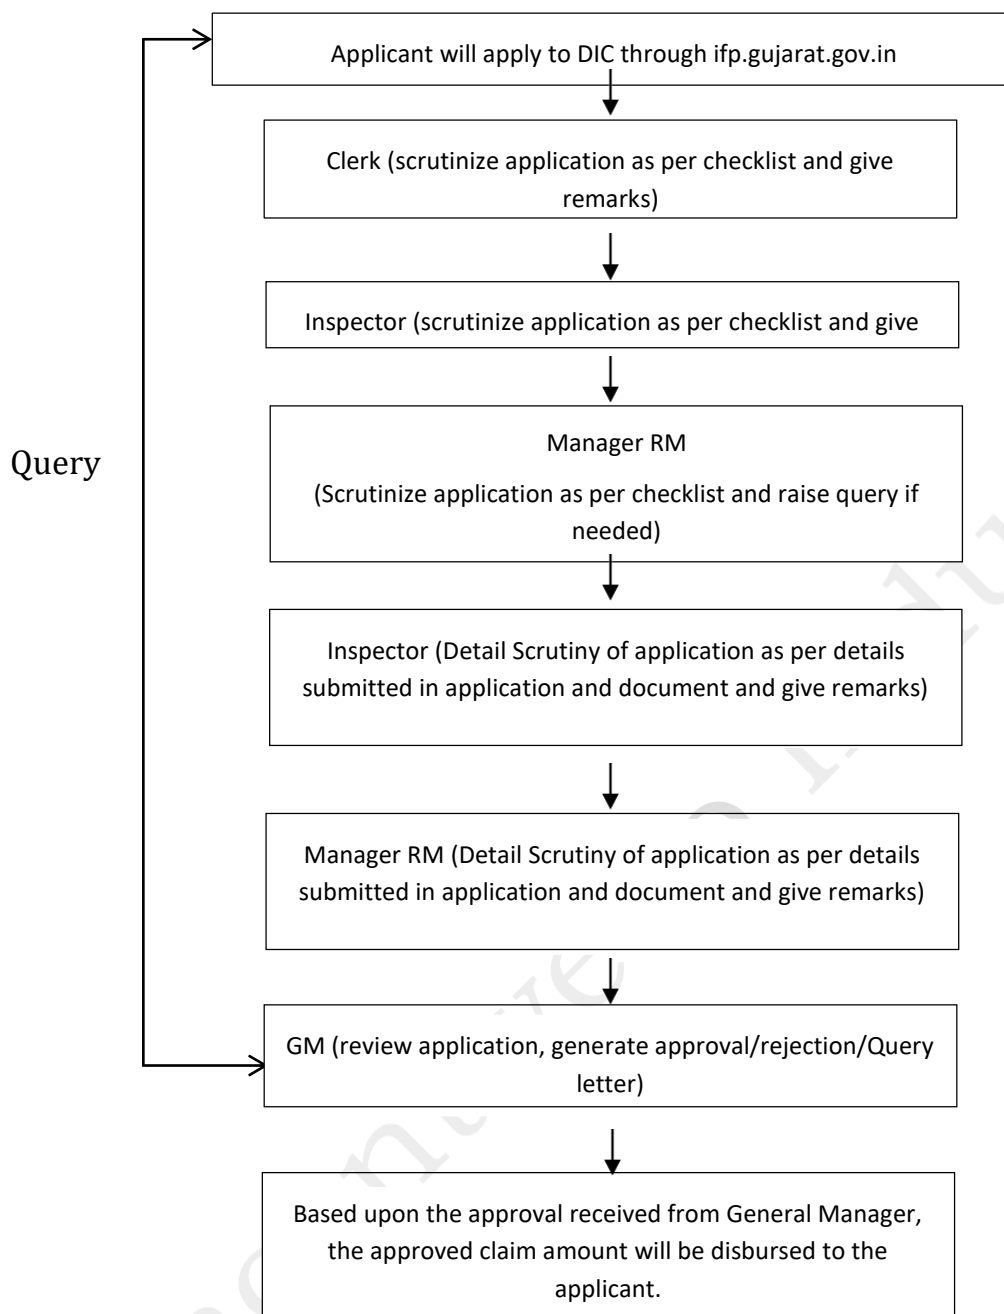 Applicant will apply to DIC through ifp.gujarat.gov.in
Clerk (scrutinize application as per checklist and give
remarks)
Inspector (scrutinize application as per checklist and give
Query
Manager RM
(Scrutinize application as per checklist and raise query if
needed)
Inspector (Detail Scrutiny of application as per details
submitted in application and document and give remarks)
Manager RM (Detail Scrutiny of application as per details
submitted in application and document and give remarks)
GM (review application, generate approval/rejection/Query
letter)
Based upon the approval received from General Manager,
the approved claim amount will be disbursed to the
applicant.